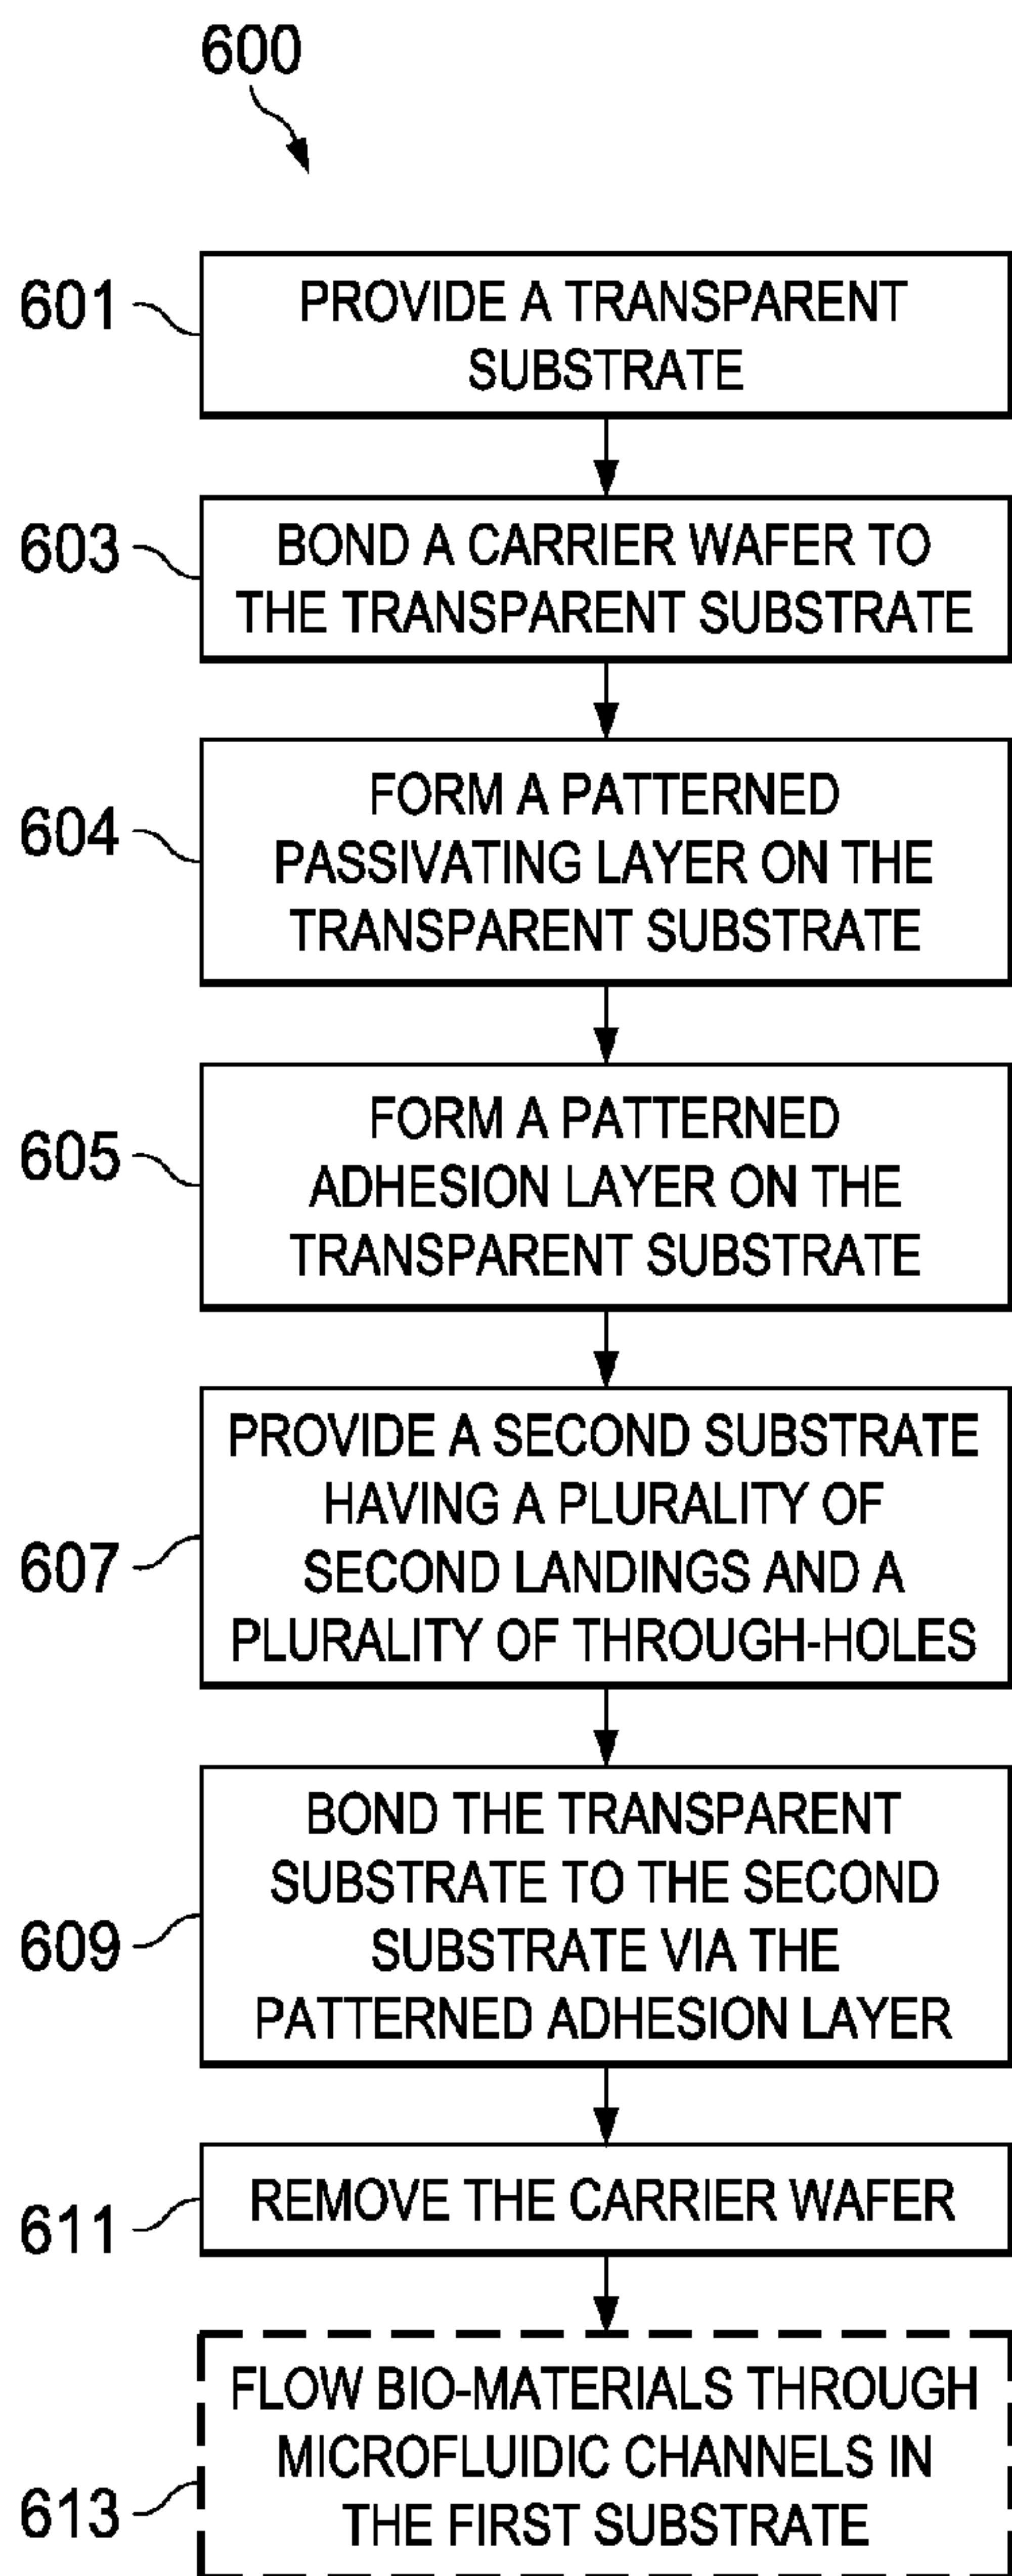 600
601
PROVIDE A TRANSPARENT
SUBSTRATE
603
BOND A CARRIER WAFER TO
THE TRANSPARENT SUBSTRATE
604
FORM A PATTERNED
PASSIVATING LAYER ON THE
TRANSPARENT SUBSTRATE
605
FORM A PATTERNED
ADHESION LAYER ON THE
TRANSPARENT SUBSTRATE
607
PROVIDE A SECOND SUBSTRATE
HAVING A PLURALITY OF
SECOND LANDINGS AND A
PLURALITY OF THROUGH-HOLES
609
BOND THE TRANSPARENT
SUBSTRATE TO THE SECOND
SUBSTRATE VIA THE
PATTERNED ADHESION LAYER
611
REMOVE THE CARRIER WAFER
613
FLOW BIO-MATERIALS THROUGH
MICROFLUIDIC CHANNELS IN
THE FIRST SUBSTRATE